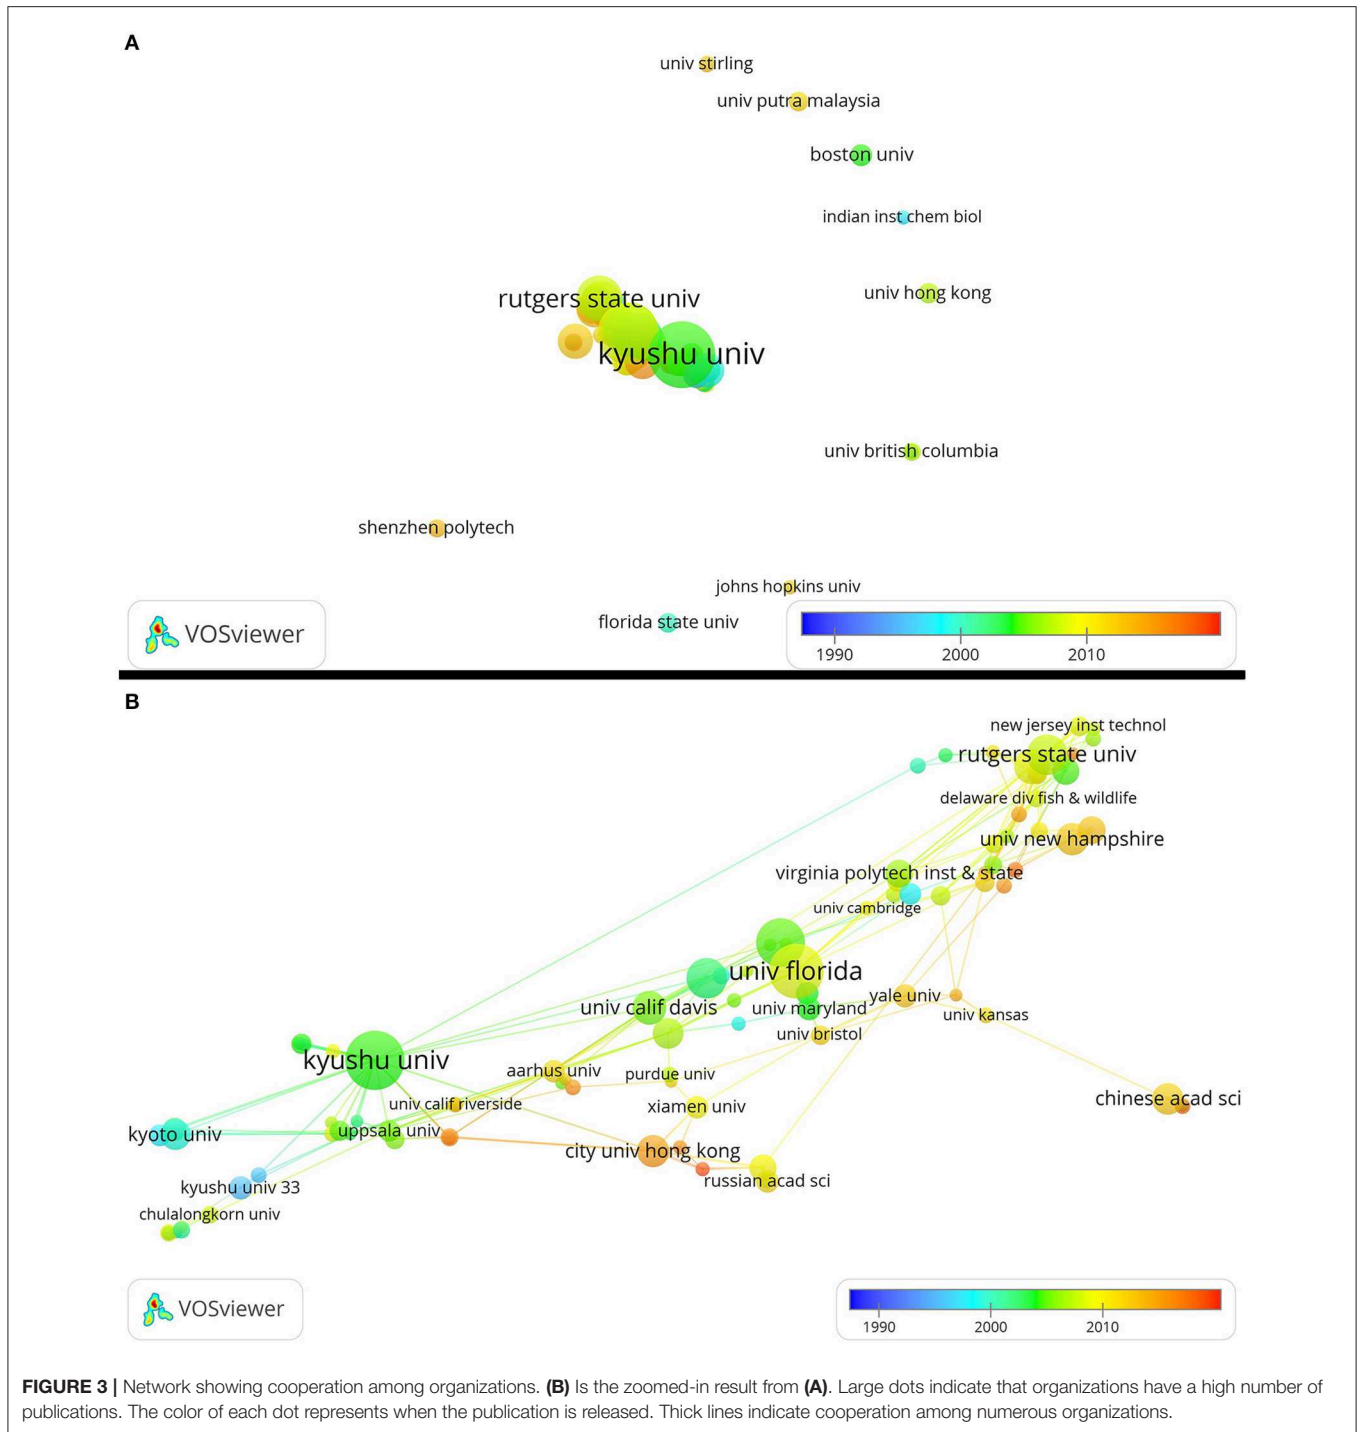 A
univ stirling
univ putra malaysia
boston univ
indian inst chem biol
univ hong kong
rutgers state univ
kyushu univ
univ british columbia
shenzhen polytech
johns hopkins univ
florida state univ
VOSviewer
1990 2000 2010
B
new jersey inst technol
rutgers state univ
delaware div fish & wildlife
univ new hampshire
virginia polytech inst & state
univ cambridge
univ florida
univ calif davis
univ maryland
yale univ
univ kansas
univ bristol
kyushu univ
aarhus univ
purdue univ
chinese acad sci
univ calif riverside
xiamen univ
kyoto univ
uppsala univ
city univ hong kong
russian acad sci
kyushu univ 33
chulalongkorn univ
VOSviewer
1990 2000 2010
FIGURE 3 | Network showing cooperation among organizations. (B) Is the zoomed-in result from (A). Large dots indicate that organizations have a high number of
publications. The color of each dot represents when the publication is released. Thick lines indicate cooperation among numerous organizations.